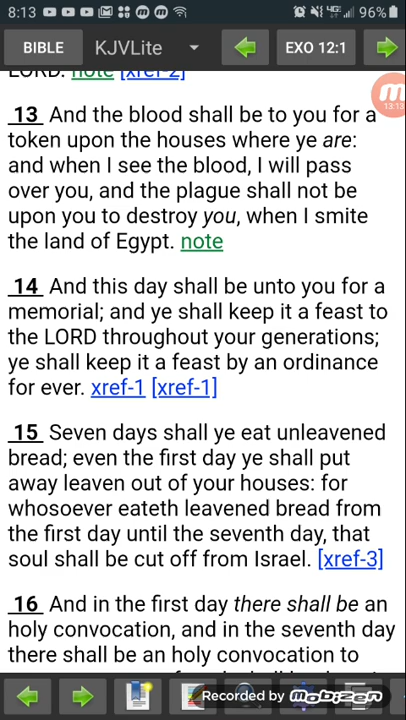 8:13 96%
BIBLE KJVLite EXO 12:1
LORD. note [xref-2]
13 And the blood shall be to you for a
token upon the houses where ye are:
and when I see the blood, I will pass
over you, and the plague shall not be
upon you to destroy you, when I smite
the land of Egypt. note
13:13
14 And this day shall be unto you for a
memorial; and ye shall keep it a feast to
the LORD throughout your generations;
ye shall keep it a feast by an ordinance
for ever. xref-1 [xref-1]
15 Seven days shall ye eat unleavened
bread; even the first day ye shall put
away leaven out of your houses: for
whosoever eateth leavened bread from
the first day until the seventh day, that
soul shall be cut off from Israel. [xref-3]
16 And in the first day there shall be an
holy convocation, and in the seventh day
there shall be an holy convocation to
Recorded by mobizen